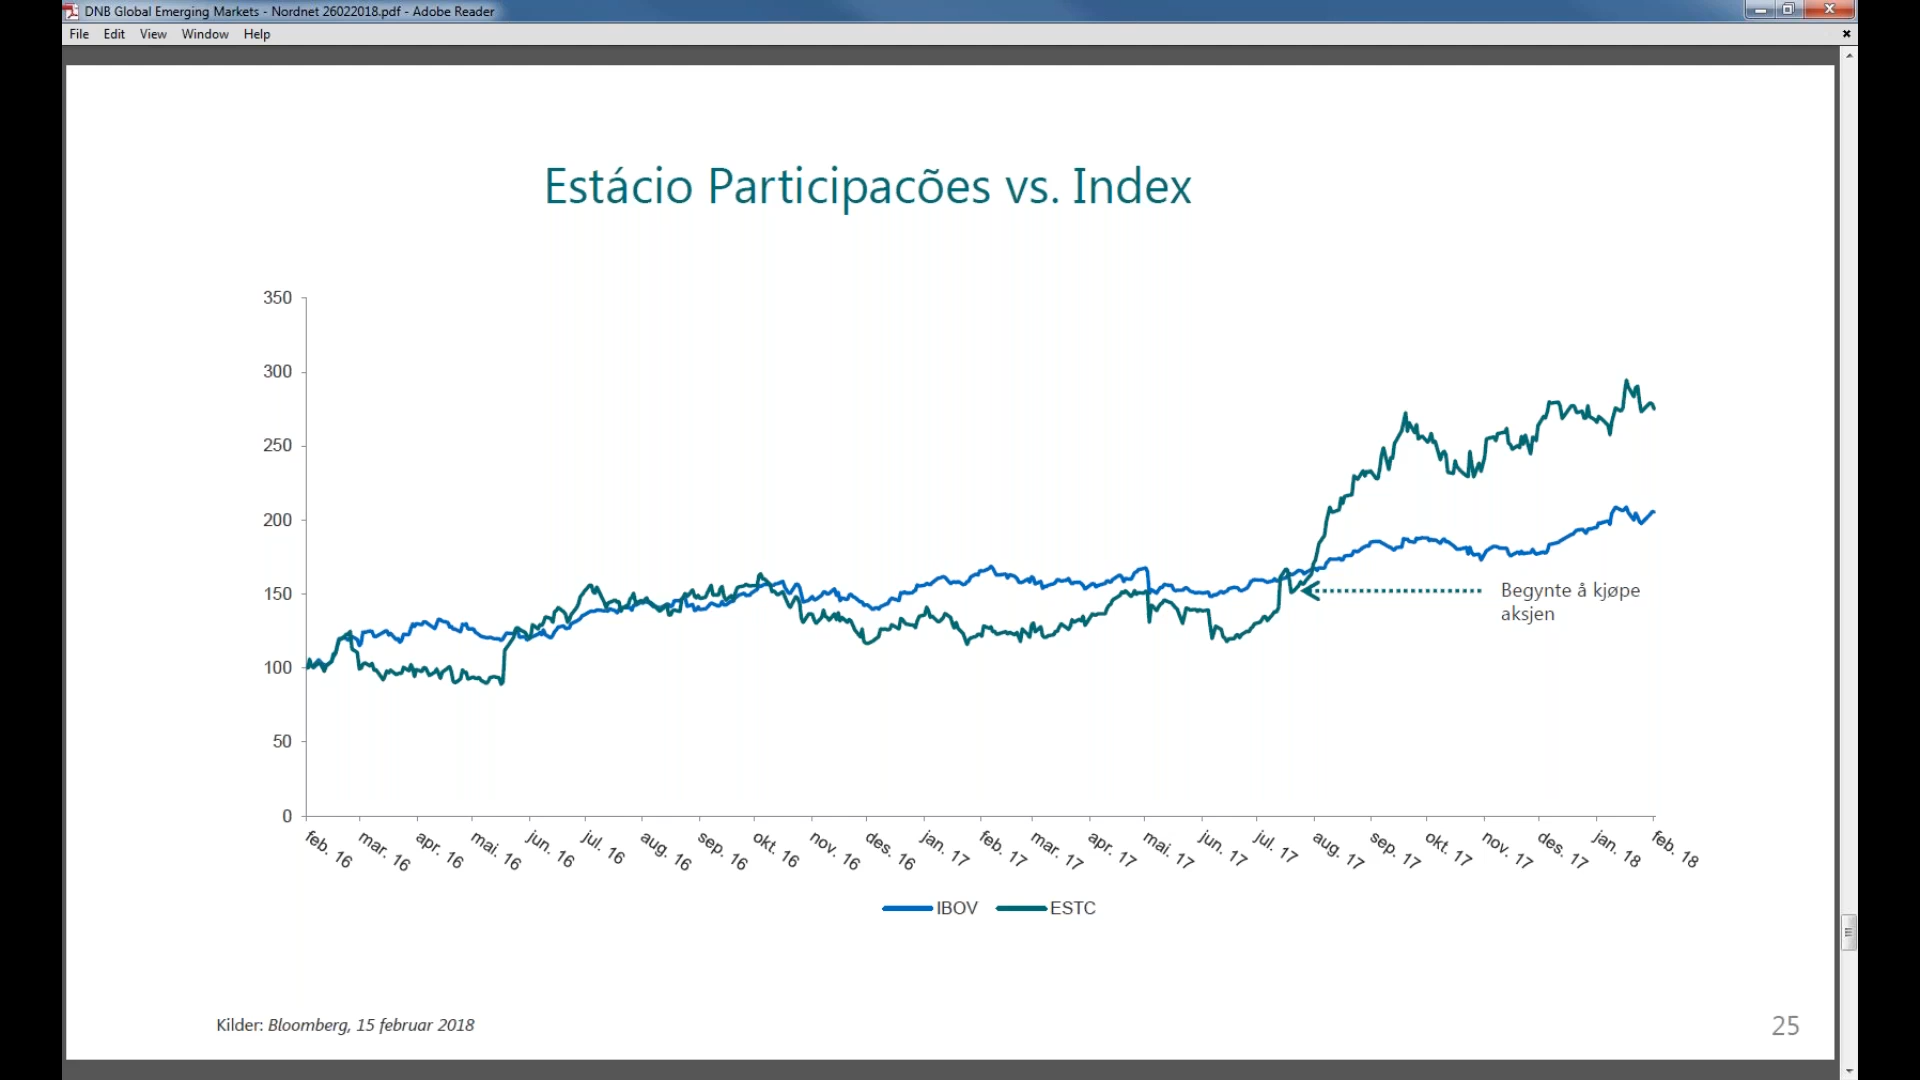 DNB Global Emerging Markets - Nordnet 26022018.pdf - Adobe Reader
File Edit View Window Help
Estácio Participacões vs. Index
350
300
250
200
150
100
50
0
Begynte å kjøpe
aksjen
feb. 16 mar. 16 apr. 16 mai. 16 jun. 16 jul. 16 aug. 16 sep. 16 okt. 16 nov. 16 des. 16 jan. 17 feb. 17 mar. 17 apr. 17 mai. 17 jun. 17 jul. 17 aug. 17 sep. 17 okt. 17 nov. 17 des. 17 jan. 18 feb. 18
IBOV ESTC
Kilder: Bloomberg, 15 februar 2018
25